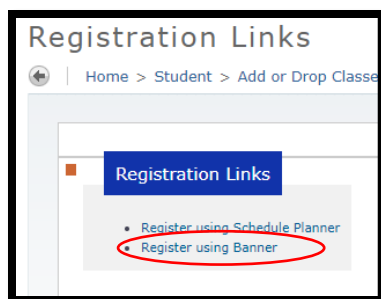 Registration Links
Home > Student > Add or Drop Classe
Registration Links
Register using Schedule Planner
Register using Banner